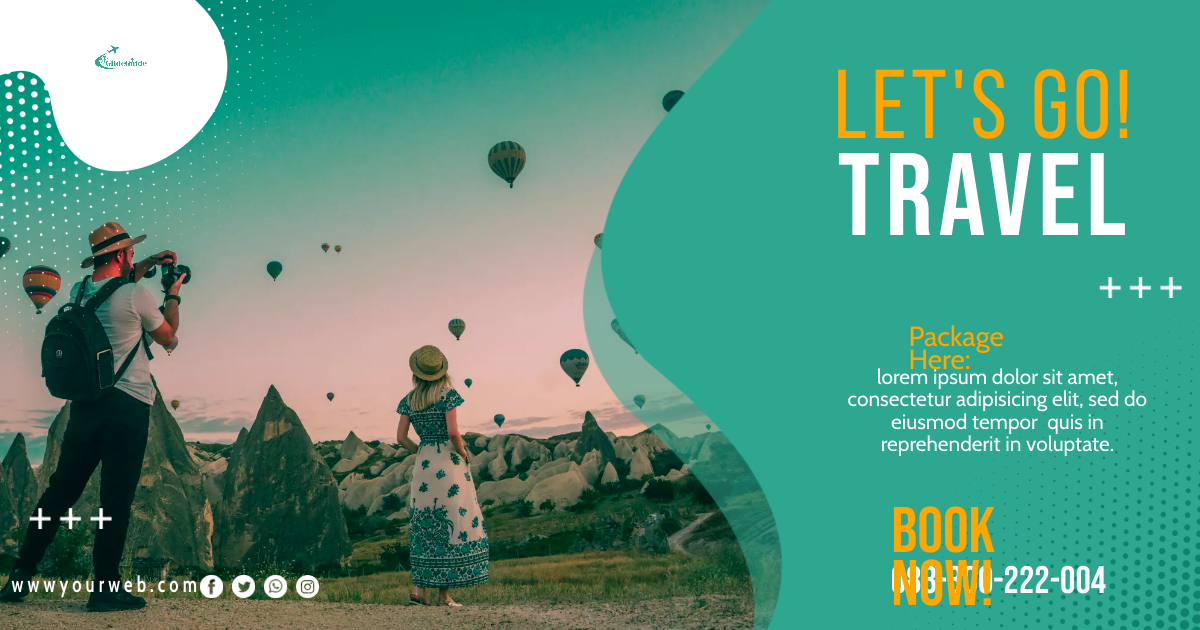 LET'S GO!
TRAVEL
Package
Here:
lorem ipsum dolor sit amet,
consectetur adipisicing elit, sed do
eiusmod tempor quis in
reprehenderit in voluptate.
BOOK
NOW!
-222-004
wwwyourweb.com